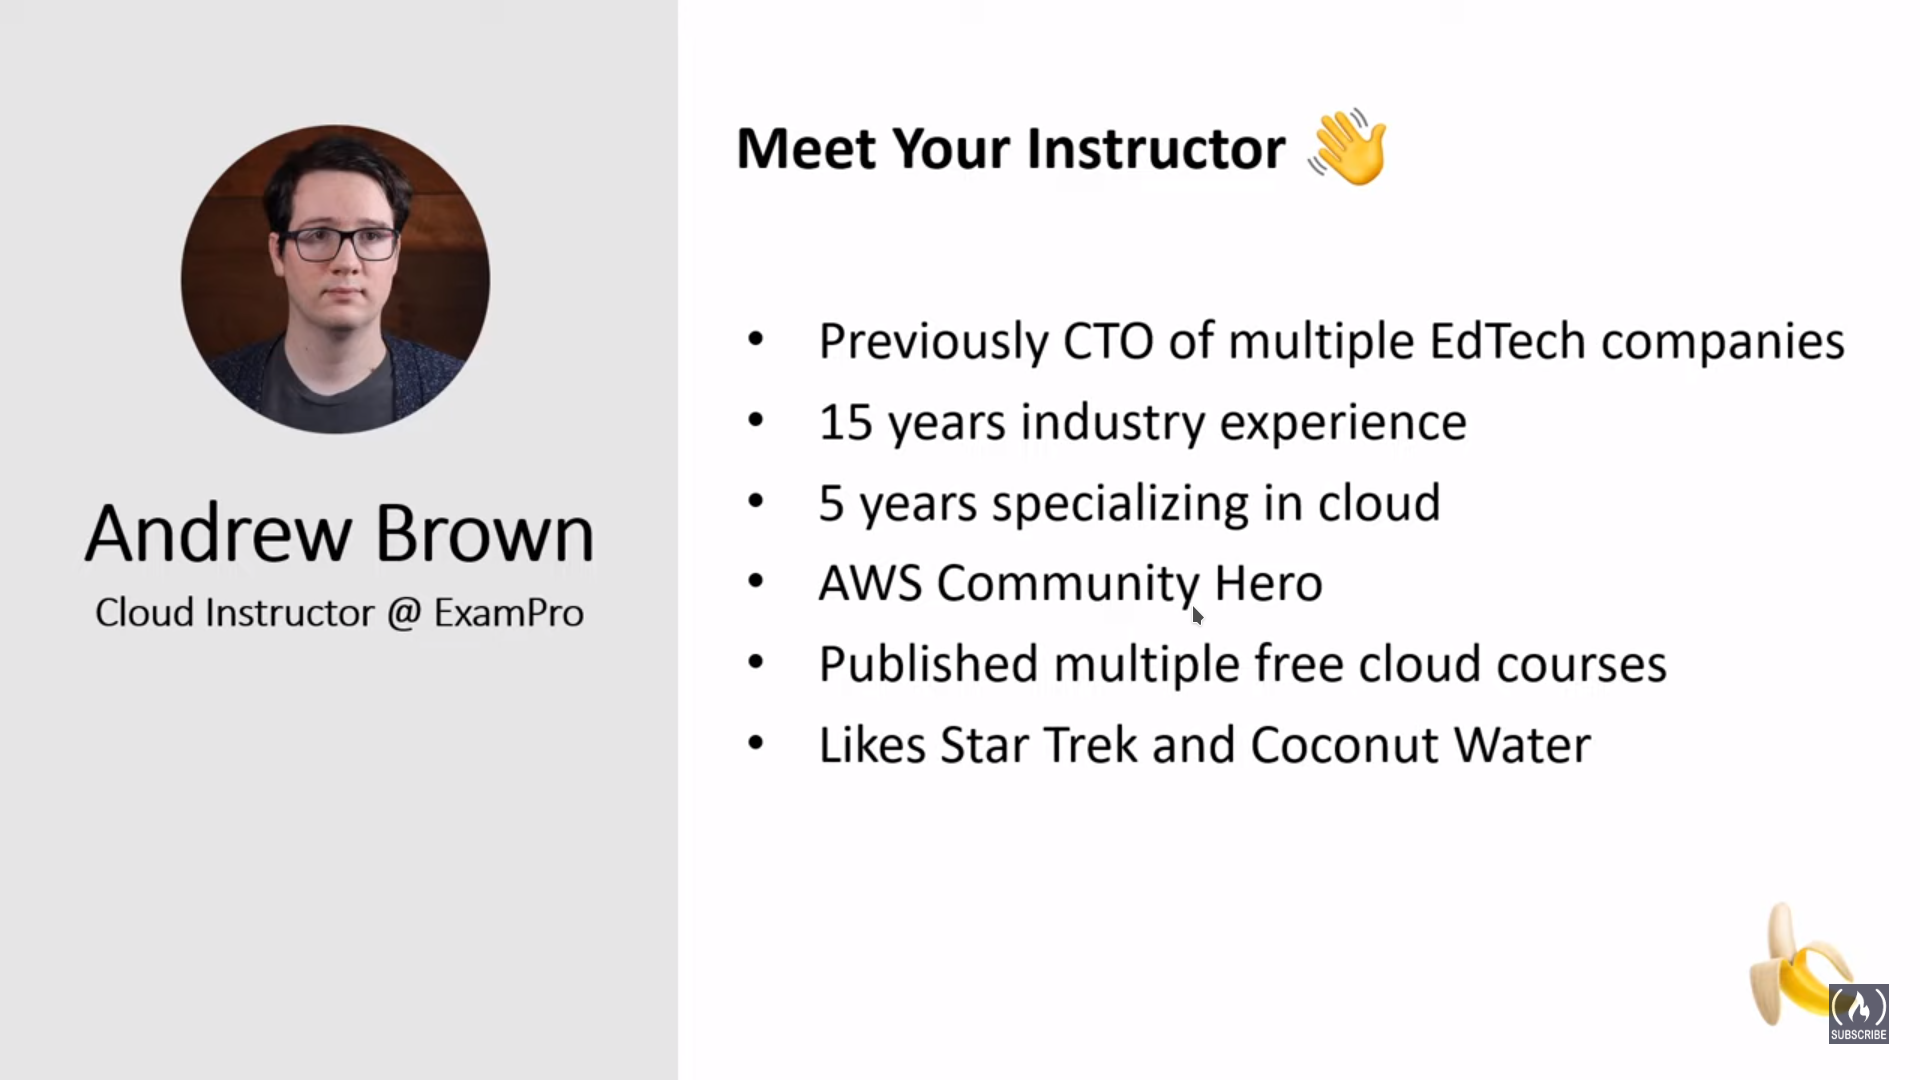 Andrew Brown
Cloud Instructor @ ExamPro
Meet Your Instructor 👋
• Previously CTO of multiple EdTech companies
• 15 years industry experience
• 5 years specializing in cloud
• AWS Community Hero
• Published multiple free cloud courses
• Likes Star Trek and Coconut Water
SUBSCRIBE